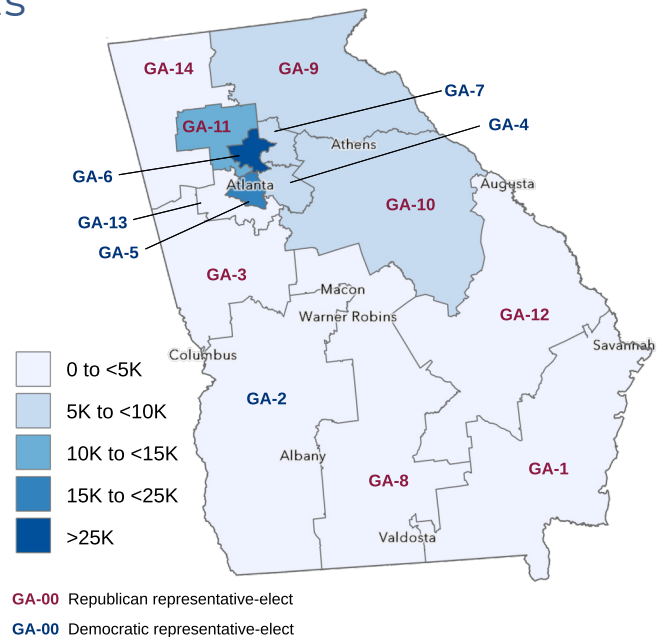 GA-14
GA-9
GA-7
GA-11
GA-4
Athens
GA-6
Atlanta
Augusta
GA-10
GA-13
GA-5
GA-3
Macon
Warner Robins
GA-12
Savannah
Columbus
0 to <5K
GA-2
5K to <10K
10K to <15K
Albany
GA-1
GA-8
15K to <25K
>25K
Valdosta
GA-00 Republican representative-elect
GA-00 Democratic representative-elect